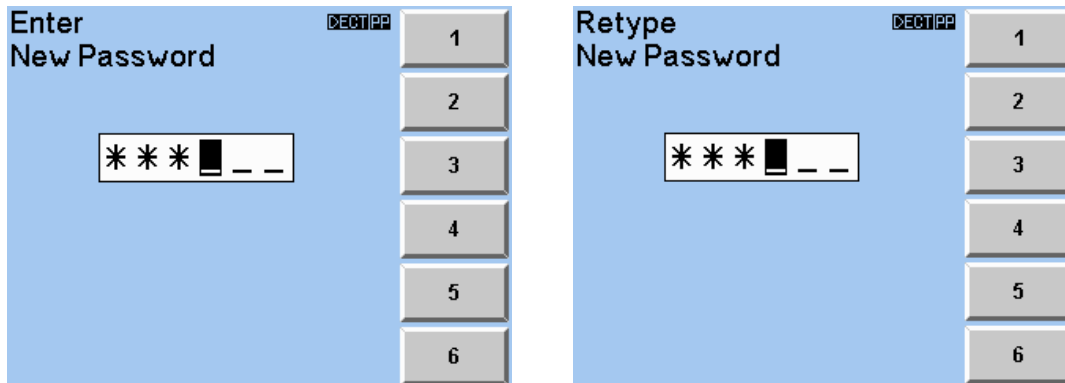 Enter DECT PP
New Password
1
2
* * * _ _ _
3
4
5
6
Retype DECT PP
New Password
1
2
* * * _ _ _
3
4
5
6